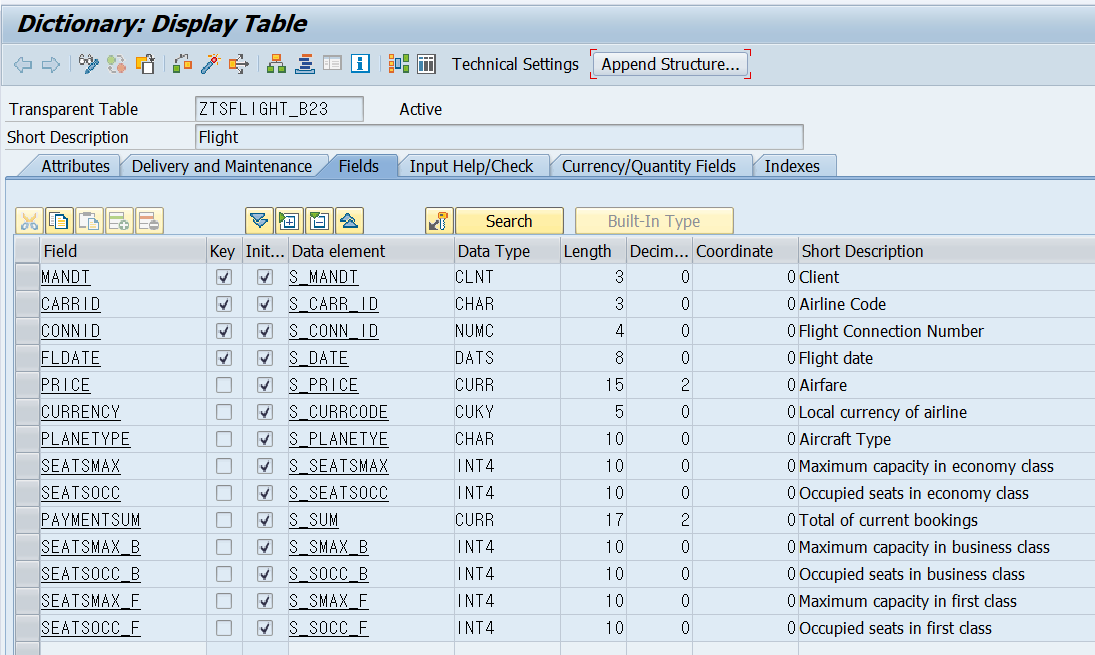 Dictionary: Display Table
Technical Settings Append Structure...
Transparent Table ZTSFLIGHT_B23 Active
Short Description Flight
Attributes Delivery and Maintenance Fields Input Help/Check Currency/Quantity Fields Indexes
Search Built-In Type
Field Key Init... Data element Data Type Length Decim... Coordinate Short Description
MANDT S_MANDT CLNT 3 0 0 Client
CARRID S_CARR_ID CHAR 3 0 0 Airline Code
CONNID S_CONN_ID NUMC 4 0 0 Flight Connection Number
FLDATE S_DATE DATS 8 0 0 Flight date
PRICE S_PRICE CURR 15 2 0 Airfare
CURRENCY S_CURRCODE CUKY 5 0 0 Local currency of airline
PLANETYPE S_PLANETYE CHAR 10 0 0 Aircraft Type
SEATSMAX S_SEATSMAX INT4 10 0 0 Maximum capacity in economy class
SEATSOCC S_SEATSOCC INT4 10 0 0 Occupied seats in economy class
PAYMENTSUM S_SUM CURR 17 2 0 Total of current bookings
SEATSMAX_B S_SMAX_B INT4 10 0 0 Maximum capacity in business class
SEATSOCC_B S_SOCC_B INT4 10 0 0 Occupied seats in business class
SEATSMAX_F S_SMAX_F INT4 10 0 0 Maximum capacity in first class
SEATSOCC_F S_SOCC_F INT4 10 0 0 Occupied seats in first class